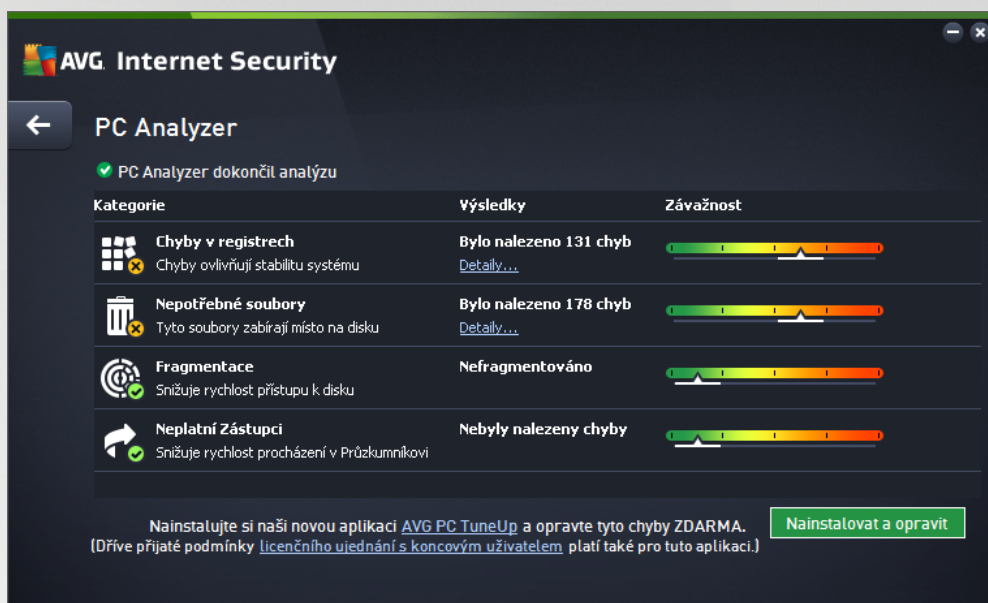 AVG. Internet Security
PC Analyzer
PC Analyzer dokončil analýzu
Kategorie Výsledky Závažnost
Chyby v registrech Bylo nalezeno 131 chyb
Chyby ovlivňují stabilitu systému Detaily...
Nepotřebné soubory Bylo nalezeno 178 chyb
Tyto soubory zabírají místo na disku Detaily...
Fragmentace Nefragmentováno
Snižuje rychlost přístupu k disku
Neplatní Zástupci Nebyly nalezeny chyby
Snižuje rychlost procházení v Průzkumníkovi
Nainstalujte si naši novou aplikaci AVG PC TuneUp a opravte tyto chyby ZDARMA. Nainstalovat a opravit
(Dříve přijaté podmínky licenčního ujednání s koncovým uživatelem platí také pro tuto aplikaci.)